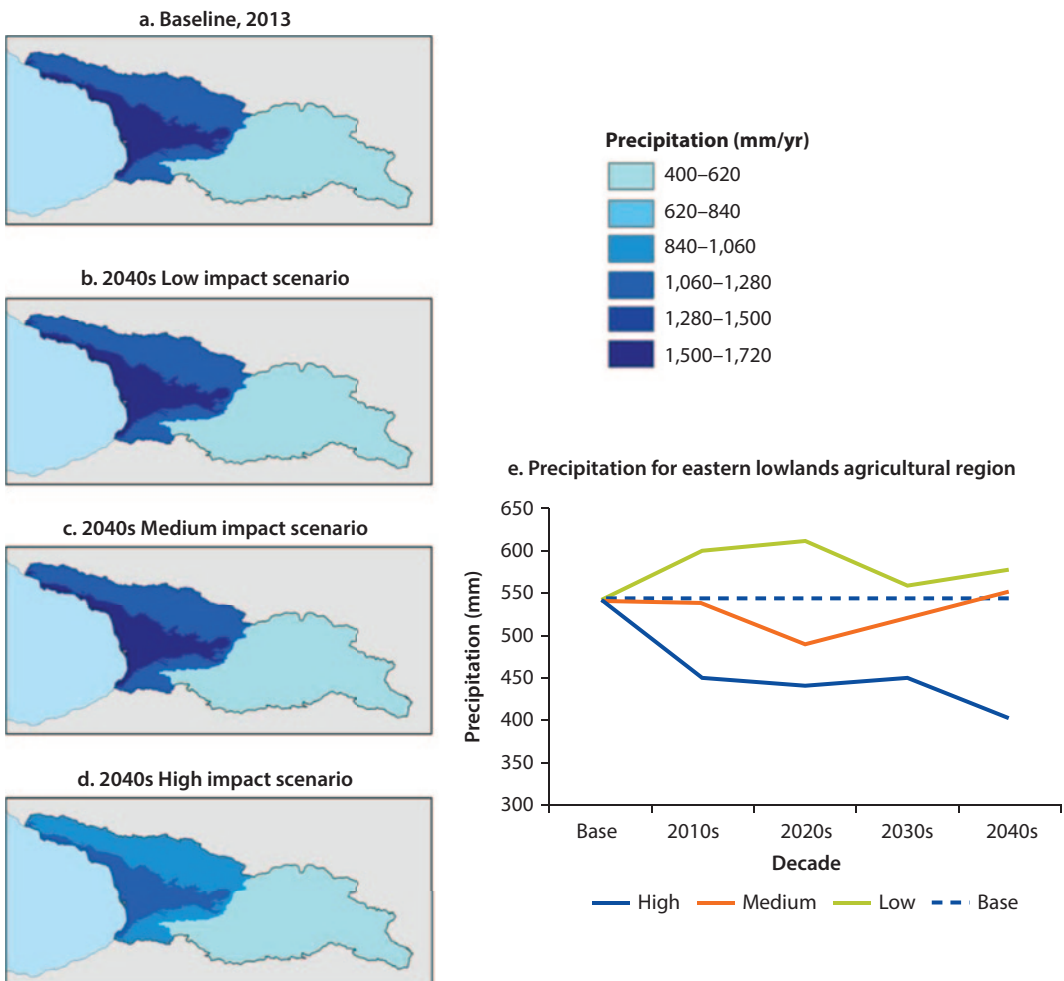 a. Baseline, 2013
b. 2040s Low impact scenario
c. 2040s Medium impact scenario
d. 2040s High impact scenario
Precipitation (mm/yr)
400–620
620–840
840–1,060
1,060–1,280
1,280–1,500
1,500–1,720
e. Precipitation for eastern lowlands agricultural region
Precipitation (mm)
650
600
550
500
450
400
350
300
Base 2010s 2020s 2030s 2040s
Decade
High Medium Low Base